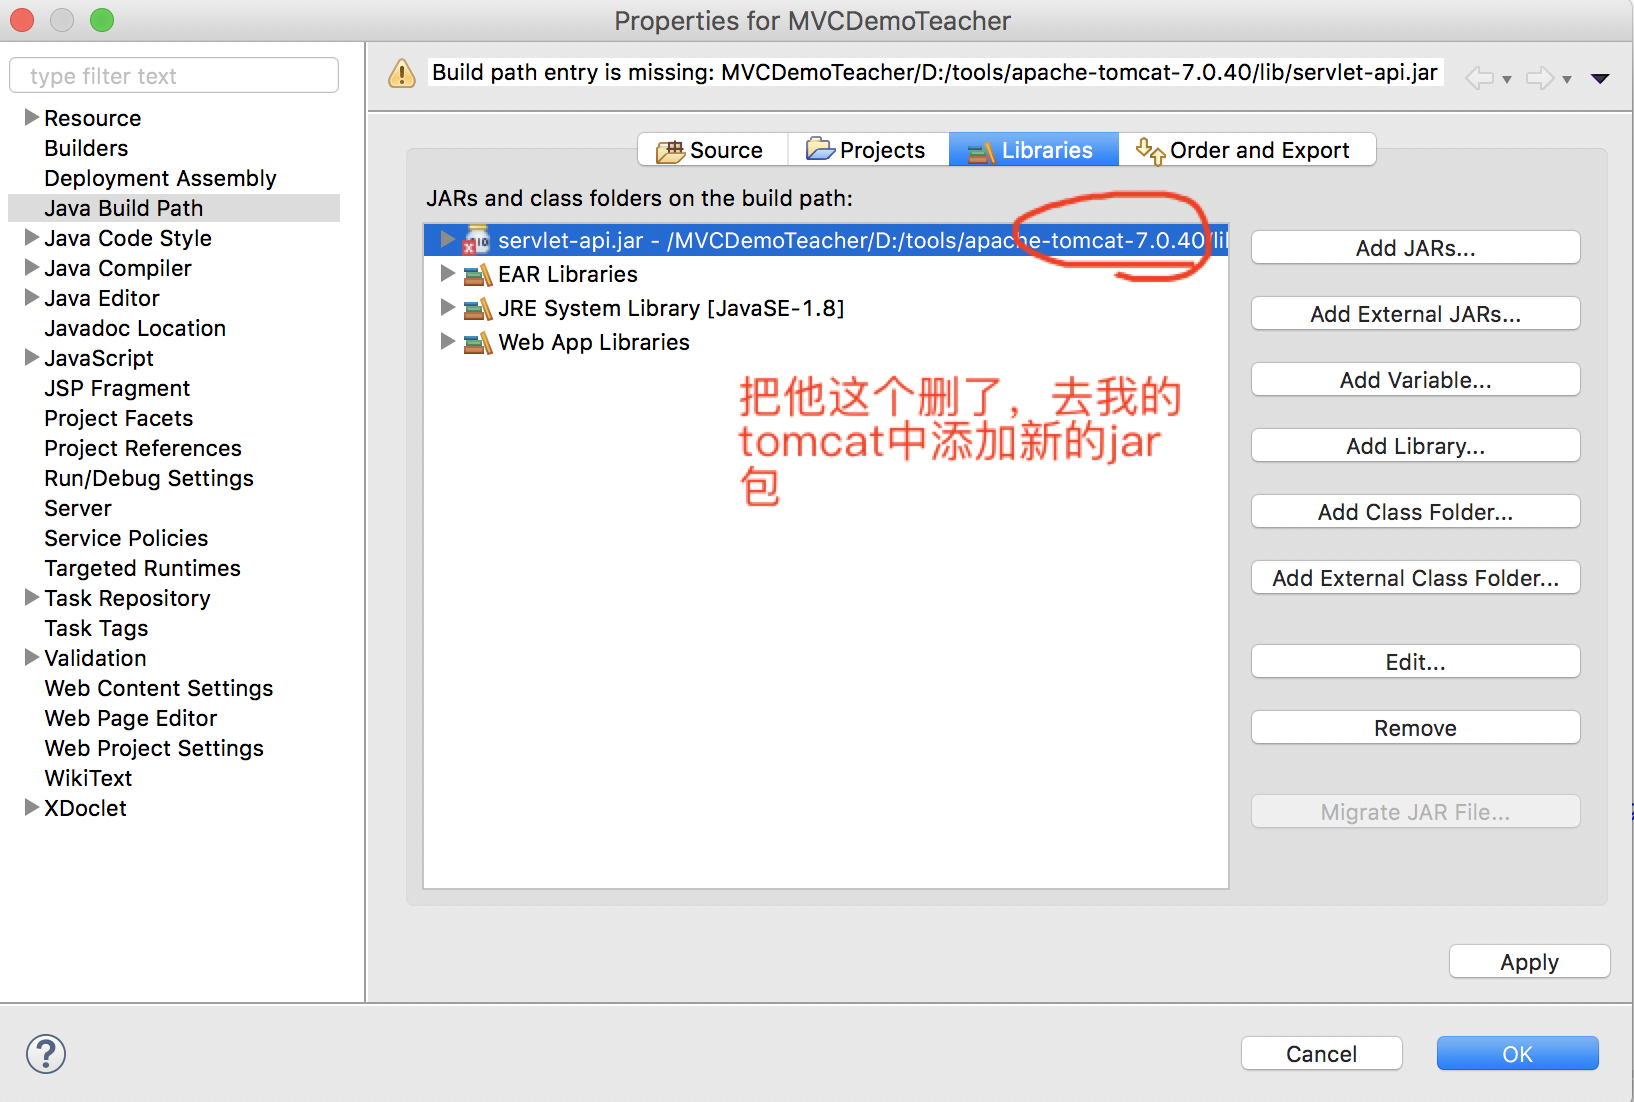 Properties for MVCDemoTeacher
type filter text
Resource
Builders
Deployment Assembly
Java Build Path
Java Code Style
Java Compiler
Java Editor
Javadoc Location
JavaScript
JSP Fragment
Project Facets
Project References
Run/Debug Settings
Server
Service Policies
Targeted Runtimes
Task Repository
Task Tags
Validation
Web Content Settings
Web Page Editor
Web Project Settings
WikiText
XDoclet
Build path entry is missing: MVCDemoTeacher/D:/tools/apache-tomcat-7.0.40/lib/servlet-api.jar
Source
Projects
Libraries
Order and Export
JARs and class folders on the build path:
servlet-api.jar - /MVCDemoTeacher/D:/tools/apache-tomcat-7.0.40/lib
EAR Libraries
JRE System Library [JavaSE-1.8]
Web App Libraries
把他这个删了，去我的
tomcat中添加新的jar
包
Add JARs...
Add External JARs...
Add Variable...
Add Library...
Add Class Folder...
Add External Class Folder...
Edit...
Remove
Migrate JAR File...
Apply
?
Cancel
OK